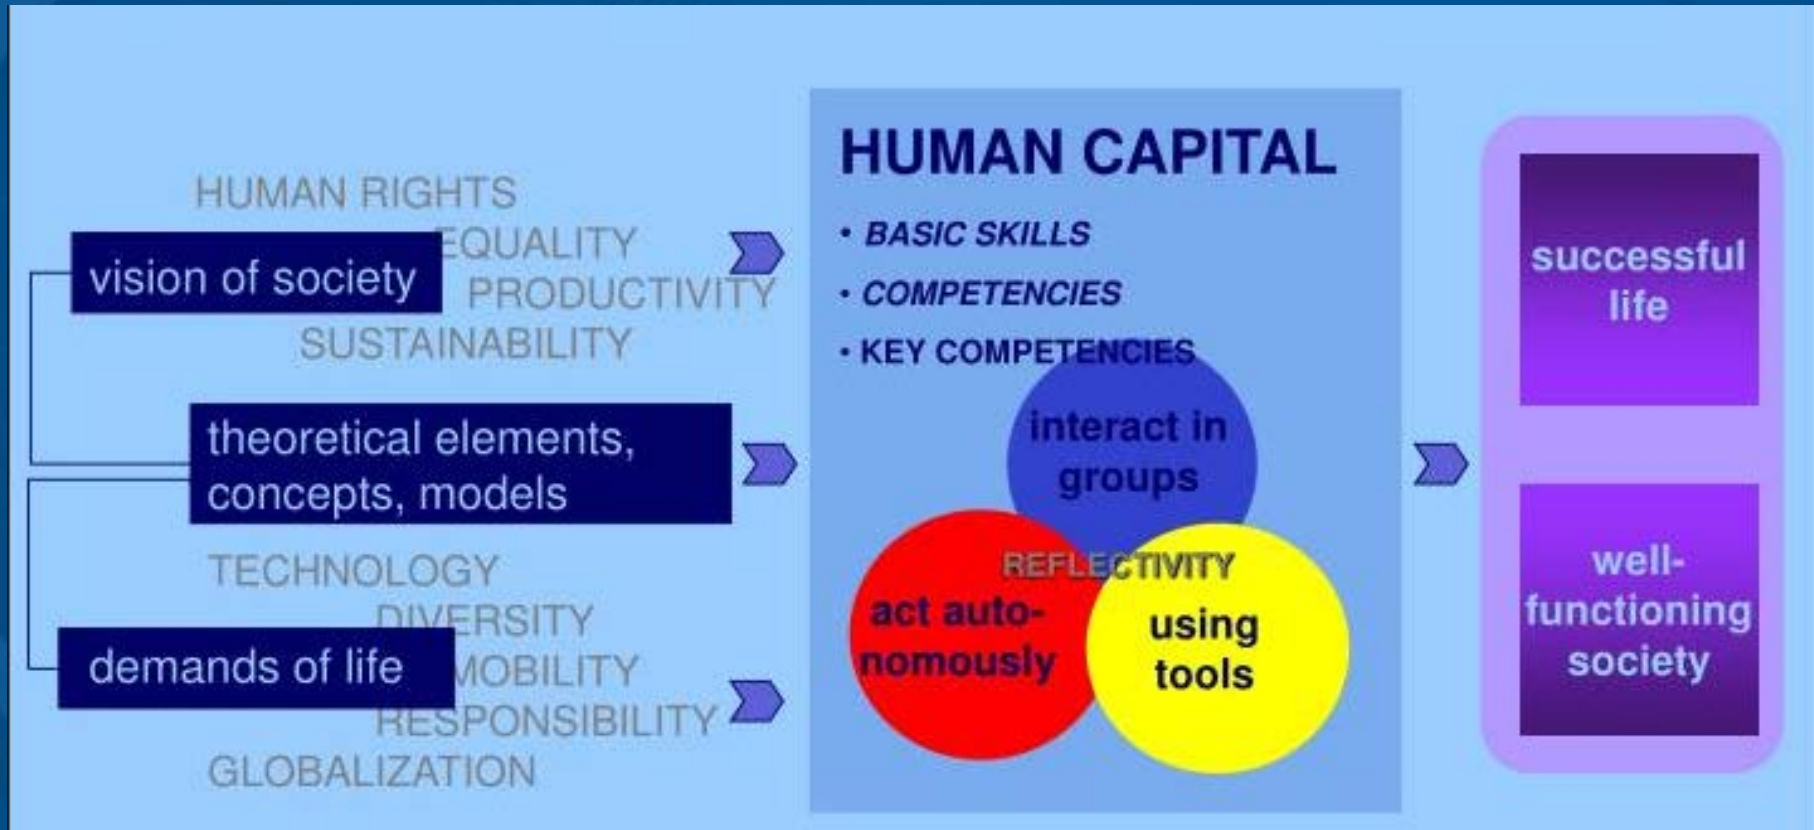 HUMAN RIGHTS
EQUALITY
vision of society
PRODUCTIVITY
SUSTAINABILITY
theoretical elements,
concepts, models
TECHNOLOGY
DIVERSITY
demands of life
MOBILITY
RESPONSIBILITY
GLOBALIZATION
HUMAN CAPITAL
• BASIC SKILLS
• COMPETENCIES
• KEY COMPETENCIES
interact in
groups
REFLECTIVITY
act auto-
nomously
using
tools
successful
life
well-
functioning
society